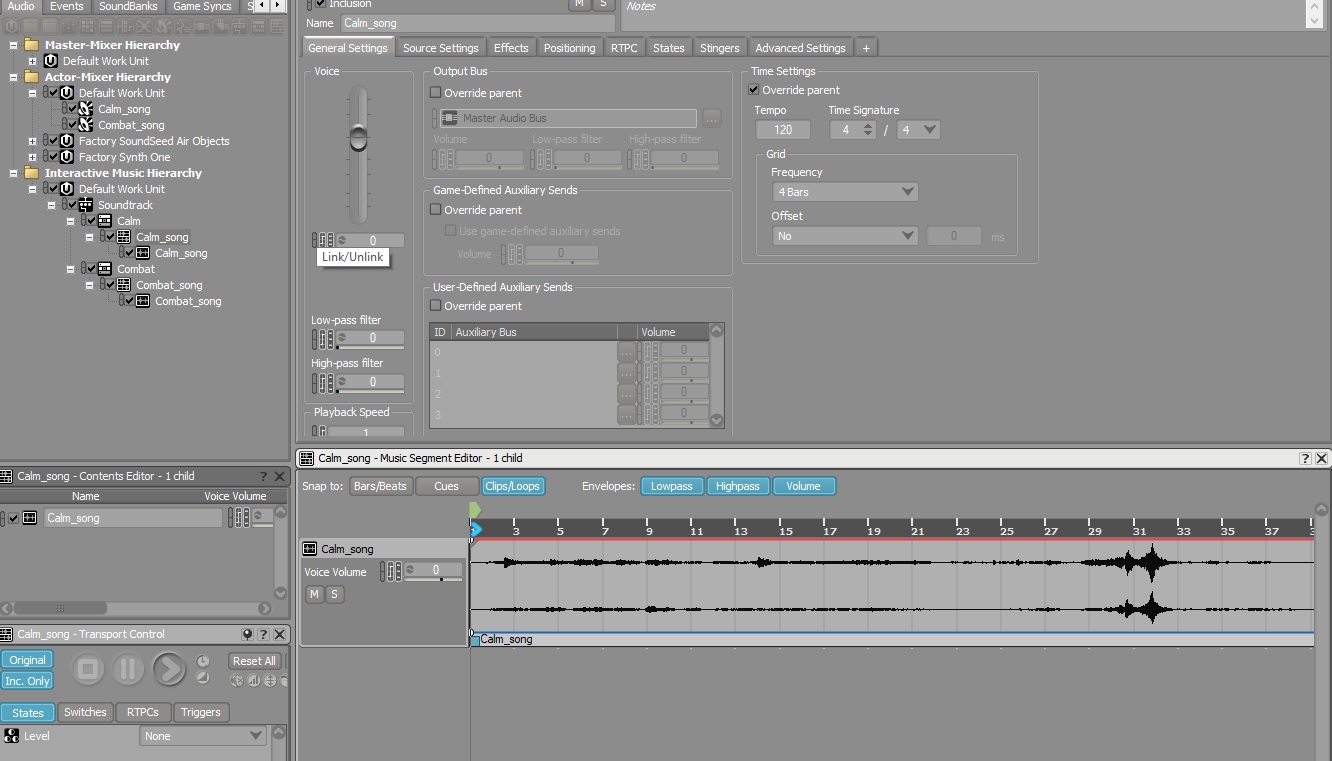 Audio Events SoundBanks Game Syncs
Master-Mixer Hierarchy
Default Work Unit
Actor-Mixer Hierarchy
Default Work Unit
Calm_song
Combat_song
Factory SoundSeed Air Objects
Factory Synth One
Interactive Music Hierarchy
Default Work Unit
Soundtrack
Calm
Calm_song
Calm_song
Combat
Combat_song
Combat_song
Inclusion M S Notes
Name Calm_song
General Settings Source Settings Effects Positioning RTPC States Stingers Advanced Settings +
Voice
0
Link/Unlink
Low-pass filter
0
High-pass filter
0
Playback Speed
1
Output Bus
Override parent
Master Audio Bus ...
Volume Low-pass filter High-pass filter
0 0 0
Game-Defined Auxiliary Sends
Override parent
Use game-defined auxiliary sends
Volume 0
User-Defined Auxiliary Sends
Override parent
ID Auxiliary Bus Volume
0 ... 0
1 ... 0
2 ... 0
3 ... 0
Time Settings
Override parent
Tempo Time Signature
120 4 / 4
Grid
Frequency
4 Bars
Offset
No 0 ms
Calm_song - Contents Editor - 1 child ? X
Name Voice Volume
Calm_song
Calm_song - Transport Control ? X
Original Reset All
Inc. Only
States Switches RTPCs Triggers
Level None
Calm_song - Music Segment Editor - 1 child ? X
Snap to: Bars/Beats Cues Clips/Loops Envelopes: Lowpass Highpass Volume
3 5 7 9 11 13 15 17 19 21 23 25 27 29 31 33 35 37
Calm_song
Voice Volume 0
M S
Calm_song